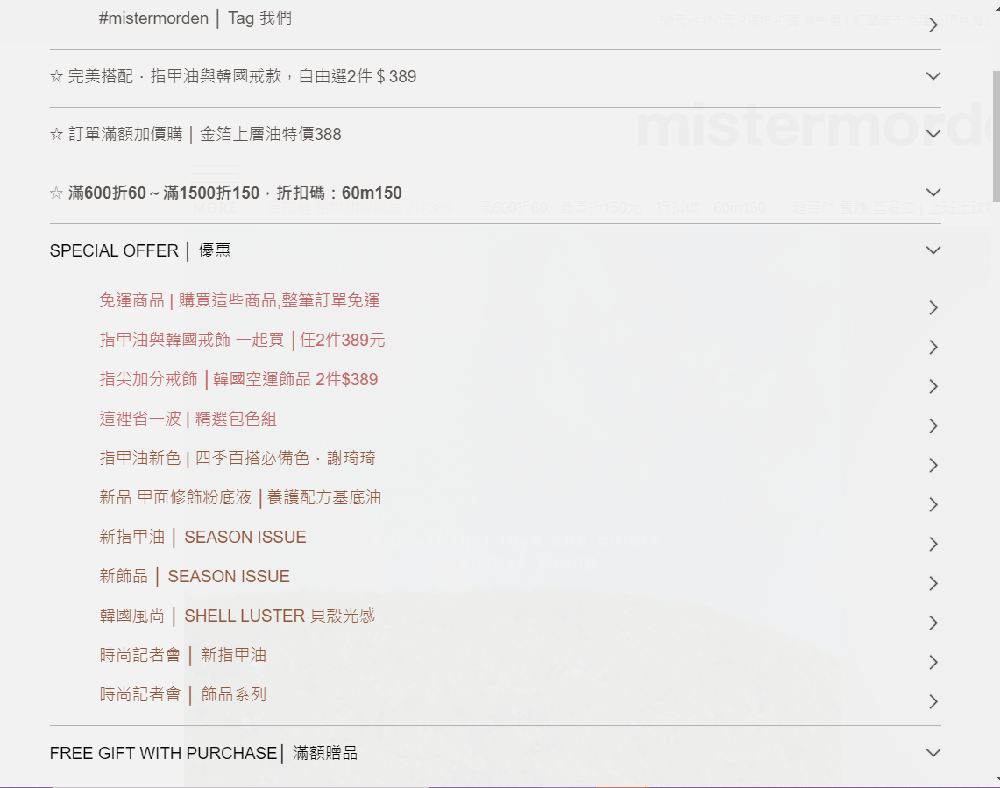 #mistermorden │ Tag 我們
☆ 完美搭配．指甲油與韓國戒款，自由選2件＄389
☆ 訂單滿額加價購│金箔上層油特價388
☆ 滿600折60～滿1500折150．折扣碼：60m150
SPECIAL OFFER │ 優惠
免運商品 | 購買這些商品,整筆訂單免運
指甲油與韓國戒飾 一起買 │任2件389元
指尖加分戒飾 │韓國空運飾品 2件$389
這裡省一波 | 精選包色組
指甲油新色 | 四季百搭必備色．謝琦琦
新品 甲面修飾粉底液 │養護配方基底油
新指甲油 │ SEASON ISSUE
新飾品 │ SEASON ISSUE
韓國風尚 │ SHELL LUSTER 貝殼光感
時尚記者會 │ 新指甲油
時尚記者會 │ 飾品系列
FREE GIFT WITH PURCHASE│ 滿額贈品